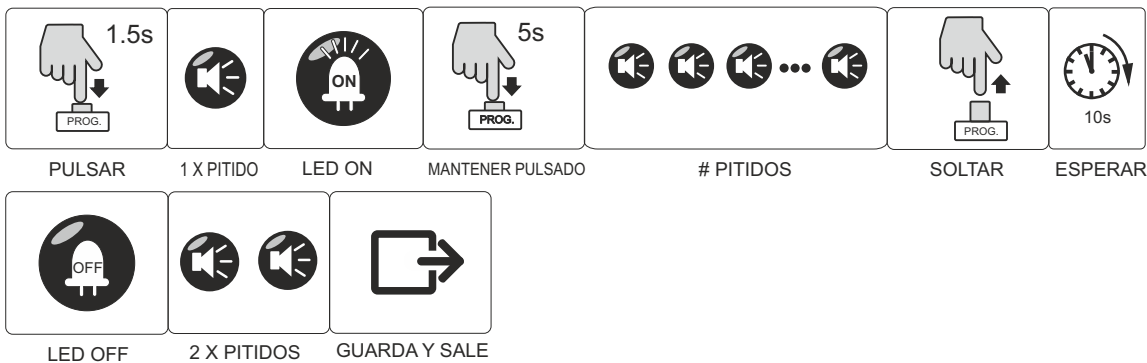 1.5s
PROG.
ON
5s
PROG.
PROG.
10s
PULSAR
1 X PITIDO
LED ON
MANTENER PULSADO
# PITIDOS
SOLTAR
ESPERAR
OFF
LED OFF
2 X PITIDOS
GUARDA Y SALE